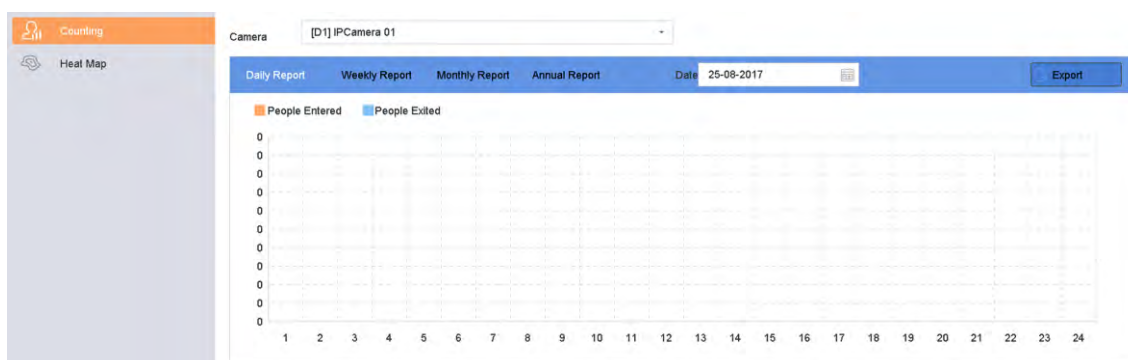 Counting
Heat Map
Camera [D1] IPCamera 01
Daily Report Weekly Report Monthly Report Annual Report Date 25-08-2017 Export
People Entered People Exited
0
0
0
0
0
0
0
0
0
0
0
1 2 3 4 5 6 7 8 9 10 11 12 13 14 15 16 17 18 19 20 21 22 23 24